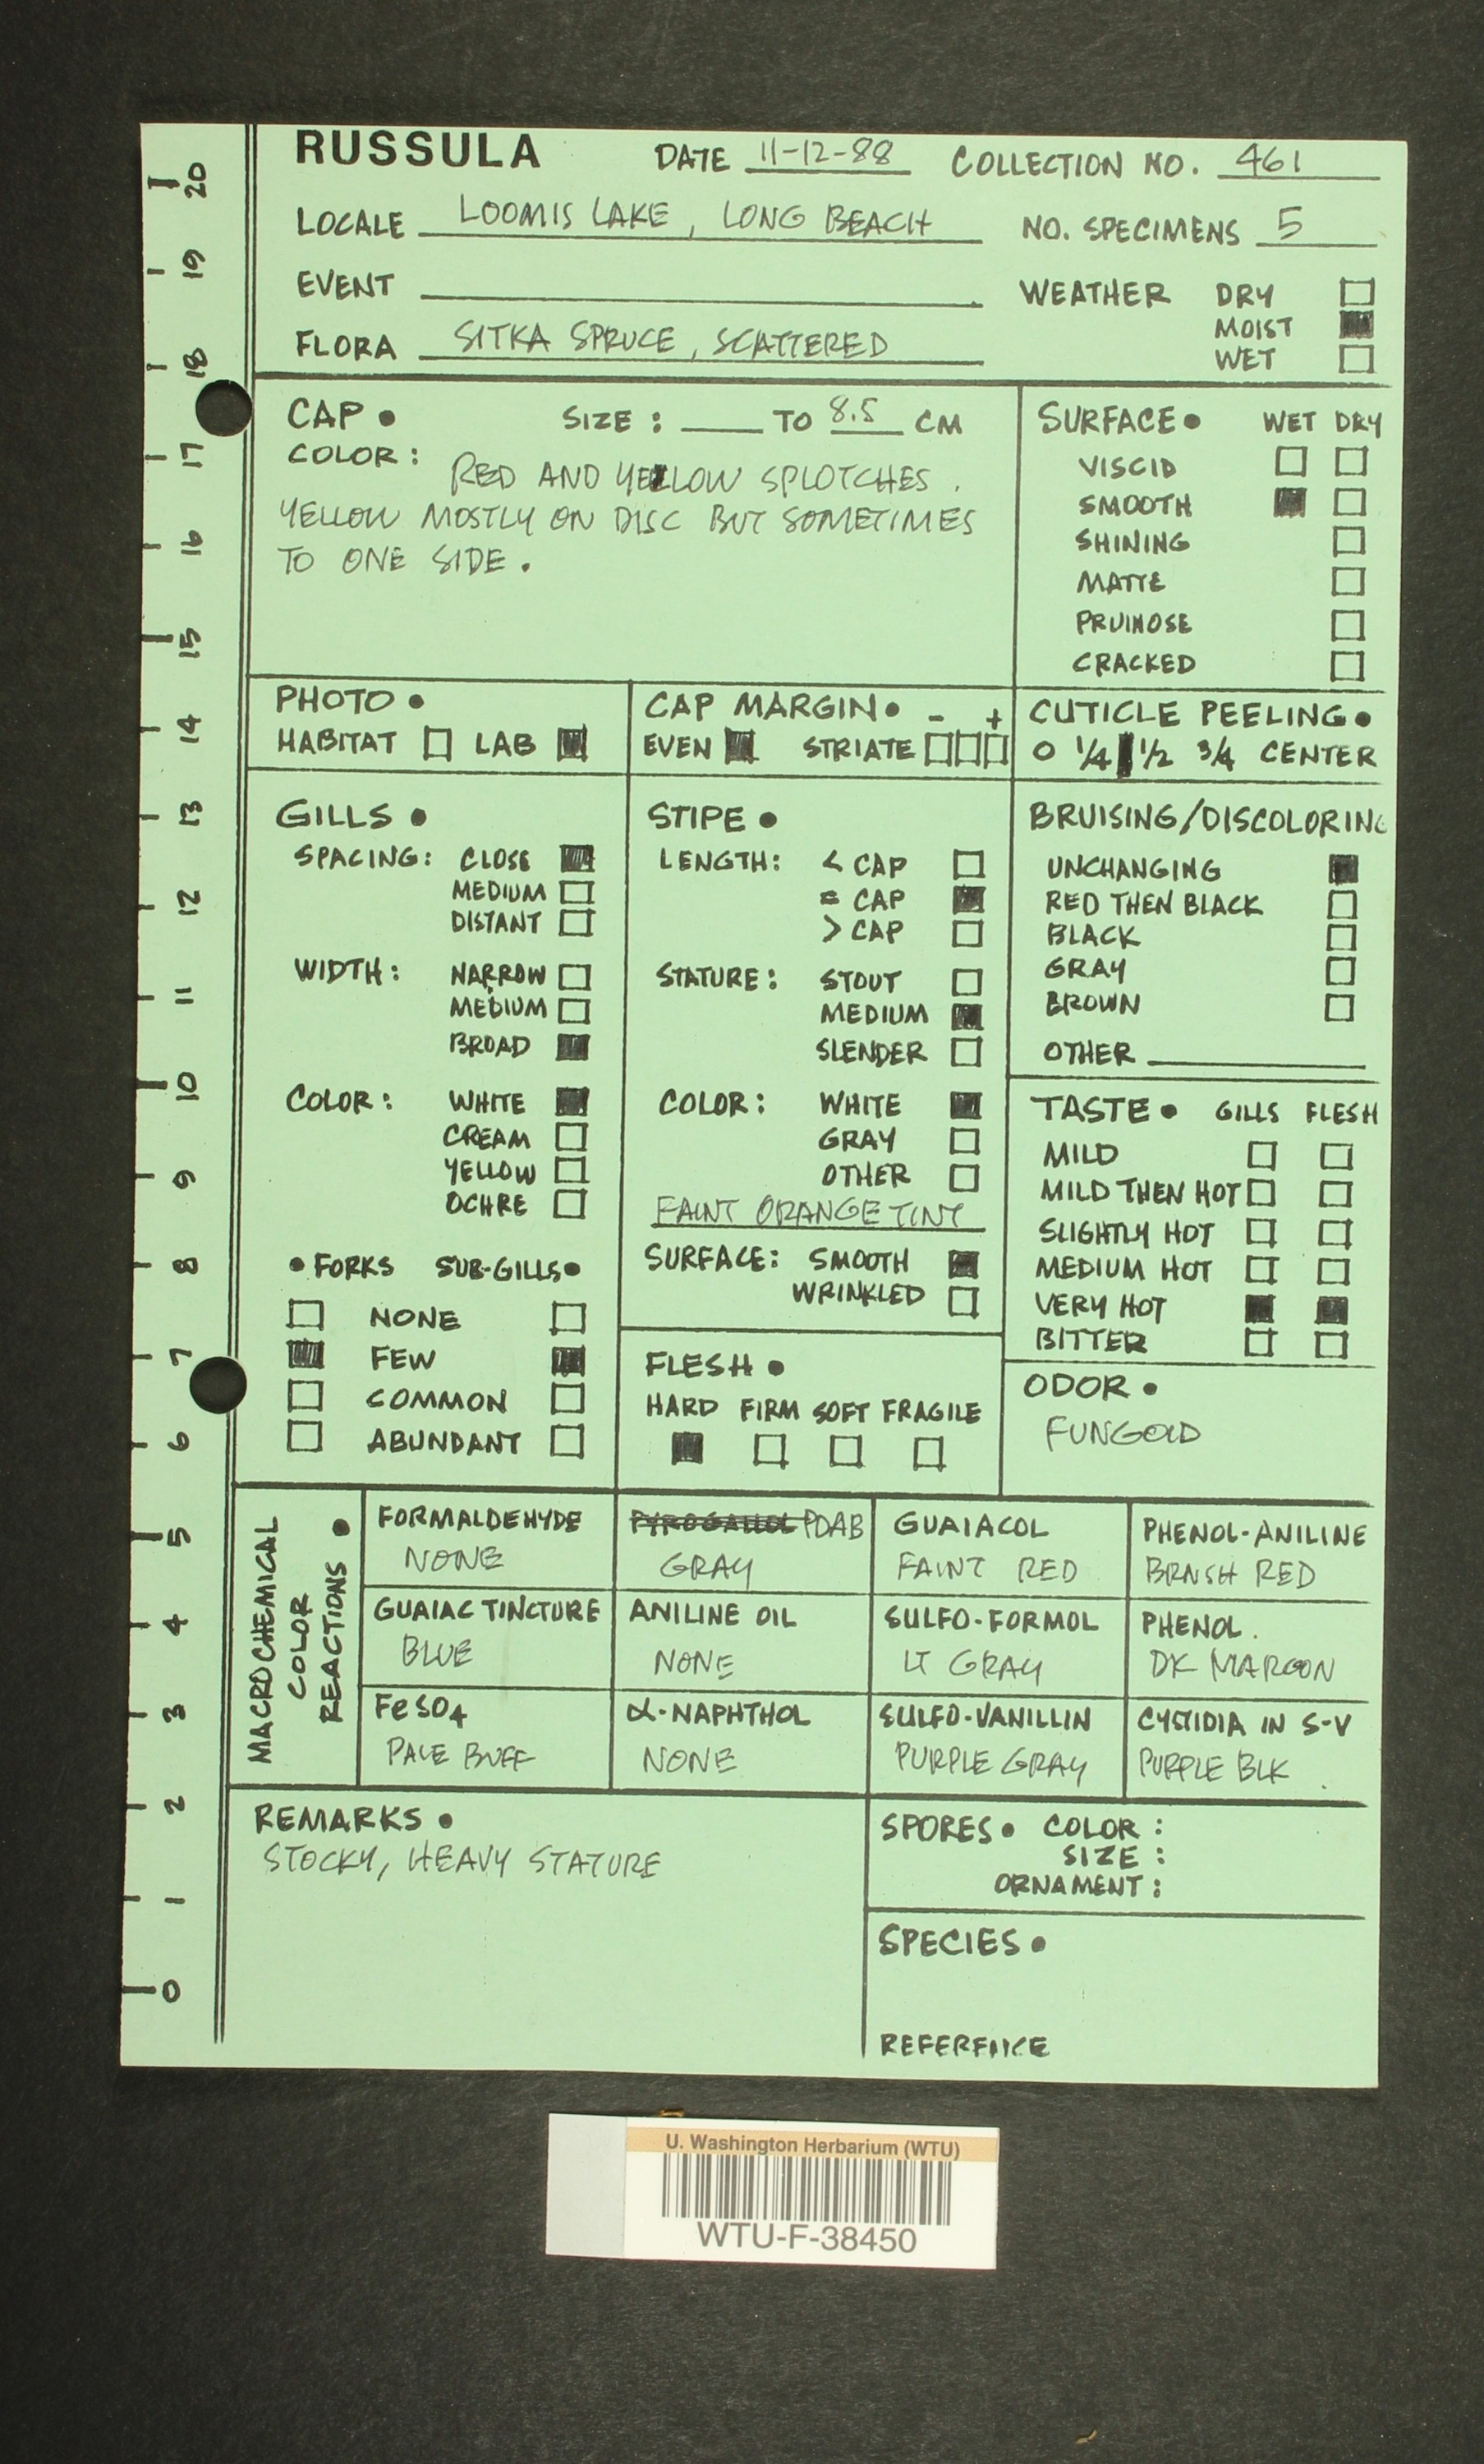 RUSSULA DATE 11-12-88 COLLECTION NO. 461
LOCALE LOOMIS LAKE, LONG BEACH NO. SPECIMENS 5
EVENT WEATHER DRY
MOIST
FLORA SITKA SPRUCE, SCATTERED
WET
CAP • SIZE : TO 8.5 CM
COLOR : RED AND YELLOW SPLOTCHES.
YELLOW MOSTLY ON DISC BUT SOMETIMES
TO ONE SIDE.
SURFACE • WET DRY
VISCID
SMOOTH
SHINING
MATTE
PRUINOSE
CRACKED
PHOTO •
HABITAT LAB
CAP MARGIN • - +
EVEN STRIATE
CUTICLE PEELING •
0 1/4 1/2 3/4 CENTER
GILLS •
SPACING: CLOSE
MEDIUM
DISTANT
WIDTH: NARROW
MEDIUM
BROAD
COLOR: WHITE
CREAM
YELLOW
OCHRE
• FORKS SUB-GILLS •
NONE
FEW
COMMON
ABUNDANT
STIPE •
LENGTH: < CAP
= CAP
> CAP
STATURE: STOUT
MEDIUM
SLENDER
COLOR: WHITE
GRAY
OTHER
FAINT ORANGE TINT
SURFACE: SMOOTH
WRINKLED
FLESH •
HARD FIRM SOFT FRAGILE
BRUISING/DISCOLORING
UNCHANGING
RED THEN BLACK
BLACK
GRAY
BROWN
OTHER
TASTE • GILLS FLESH
MILD
MILD THEN HOT
SLIGHTLY HOT
MEDIUM HOT
VERY HOT
BITTER
ODOR •
FUNGOID
MACROCHEMICAL
COLOR
REACTIONS •
FORMALDEHYDE
NONE
PYROGALLOL PDAB
GRAY
GUAIACOL
FAINT RED
PHENOL-ANILINE
BRNSH RED
GUAIAC TINCTURE
BLUE
ANILINE OIL
NONE
SULFO-FORMOL
LT GRAY
PHENOL
DK MAROON
FeSO4
PALE BUFF
α-NAPHTHOL
NONE
SULFO-VANILLIN
PURPLE GRAY
CYSTIDIA IN S-V
PURPLE BLK
REMARKS •
STOCKY, HEAVY STATURE
SPORES • COLOR :
SIZE :
ORNAMENT :
SPECIES •
REFERENCE
20
19
18
17
16
15
14
13
12
11
10
9
8
7
6
5
4
3
2
1
0
U. Washington Herbarium (WTU)
WTU-F-38450